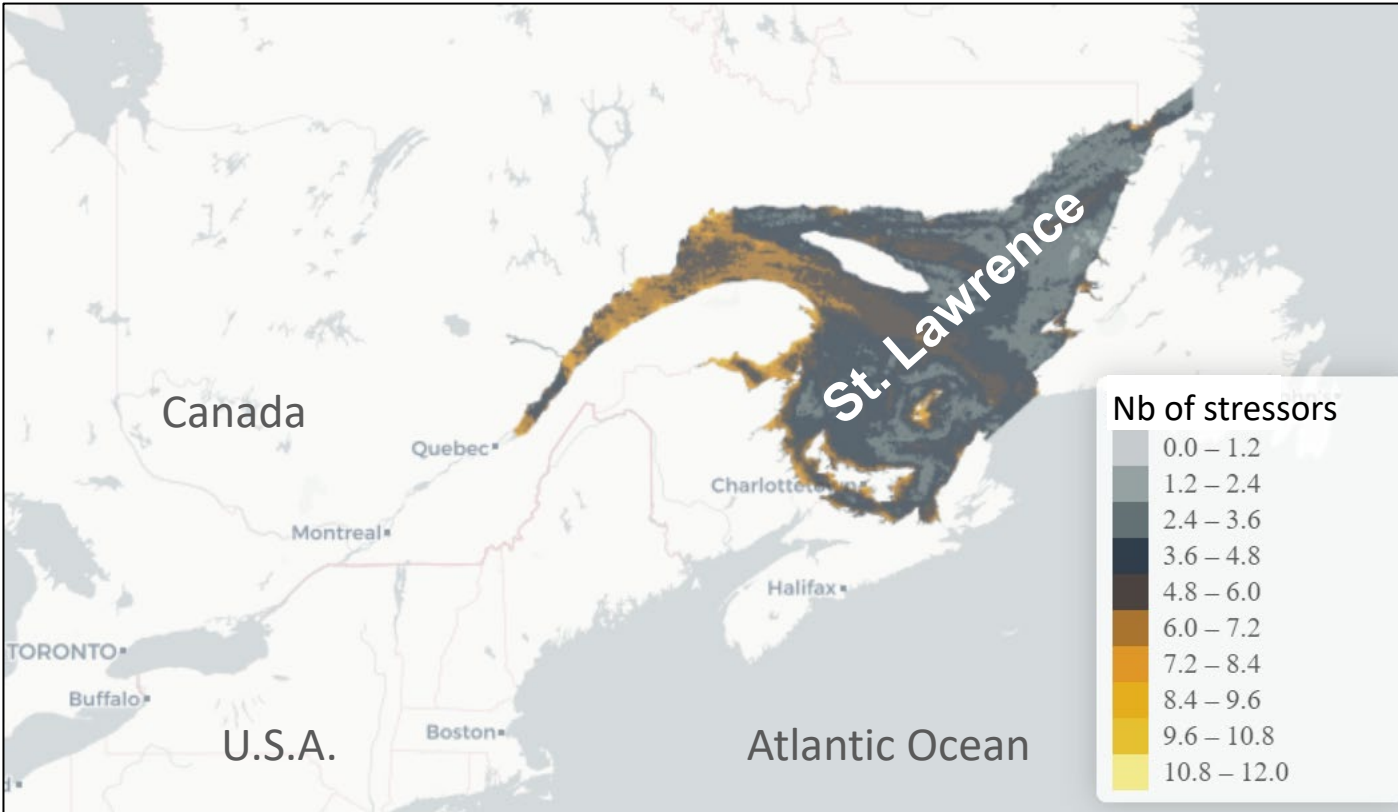 St. Lawrence
Canada
Quebec
Montreal
Charlottetown
Halifax
TORONTO
Buffalo
Boston
U.S.A.
Atlantic Ocean
Nb of stressors
0.0 – 1.2
1.2 – 2.4
2.4 – 3.6
3.6 – 4.8
4.8 – 6.0
6.0 – 7.2
7.2 – 8.4
8.4 – 9.6
9.6 – 10.8
10.8 – 12.0